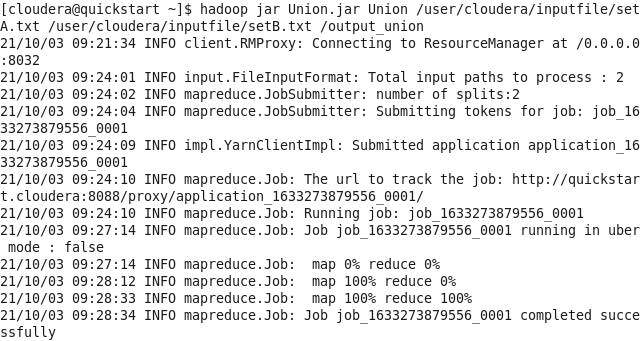 [cloudera@quickstart ~]$ hadoop jar Union.jar Union /user/cloudera/inputfile/set
A.txt /user/cloudera/inputfile/setB.txt /output_union
21/10/03 09:21:34 INFO client.RMProxy: Connecting to ResourceManager at /0.0.0.0
:8032
21/10/03 09:24:01 INFO input.FileInputFormat: Total input paths to process : 2
21/10/03 09:24:02 INFO mapreduce.JobSubmitter: number of splits:2
21/10/03 09:24:04 INFO mapreduce.JobSubmitter: Submitting tokens for job: job_16
33273879556_0001
21/10/03 09:24:09 INFO impl.YarnClientImpl: Submitted application application_16
33273879556_0001
21/10/03 09:24:10 INFO mapreduce.Job: The url to track the job: http://quickstar
t.cloudera:8088/proxy/application_1633273879556_0001/
21/10/03 09:24:10 INFO mapreduce.Job: Running job: job_1633273879556_0001
21/10/03 09:27:14 INFO mapreduce.Job: Job job_1633273879556_0001 running in uber
 mode : false
21/10/03 09:27:14 INFO mapreduce.Job:  map 0% reduce 0%
21/10/03 09:28:12 INFO mapreduce.Job:  map 100% reduce 0%
21/10/03 09:28:33 INFO mapreduce.Job:  map 100% reduce 100%
21/10/03 09:28:34 INFO mapreduce.Job: Job job_1633273879556_0001 completed succe
ssfully